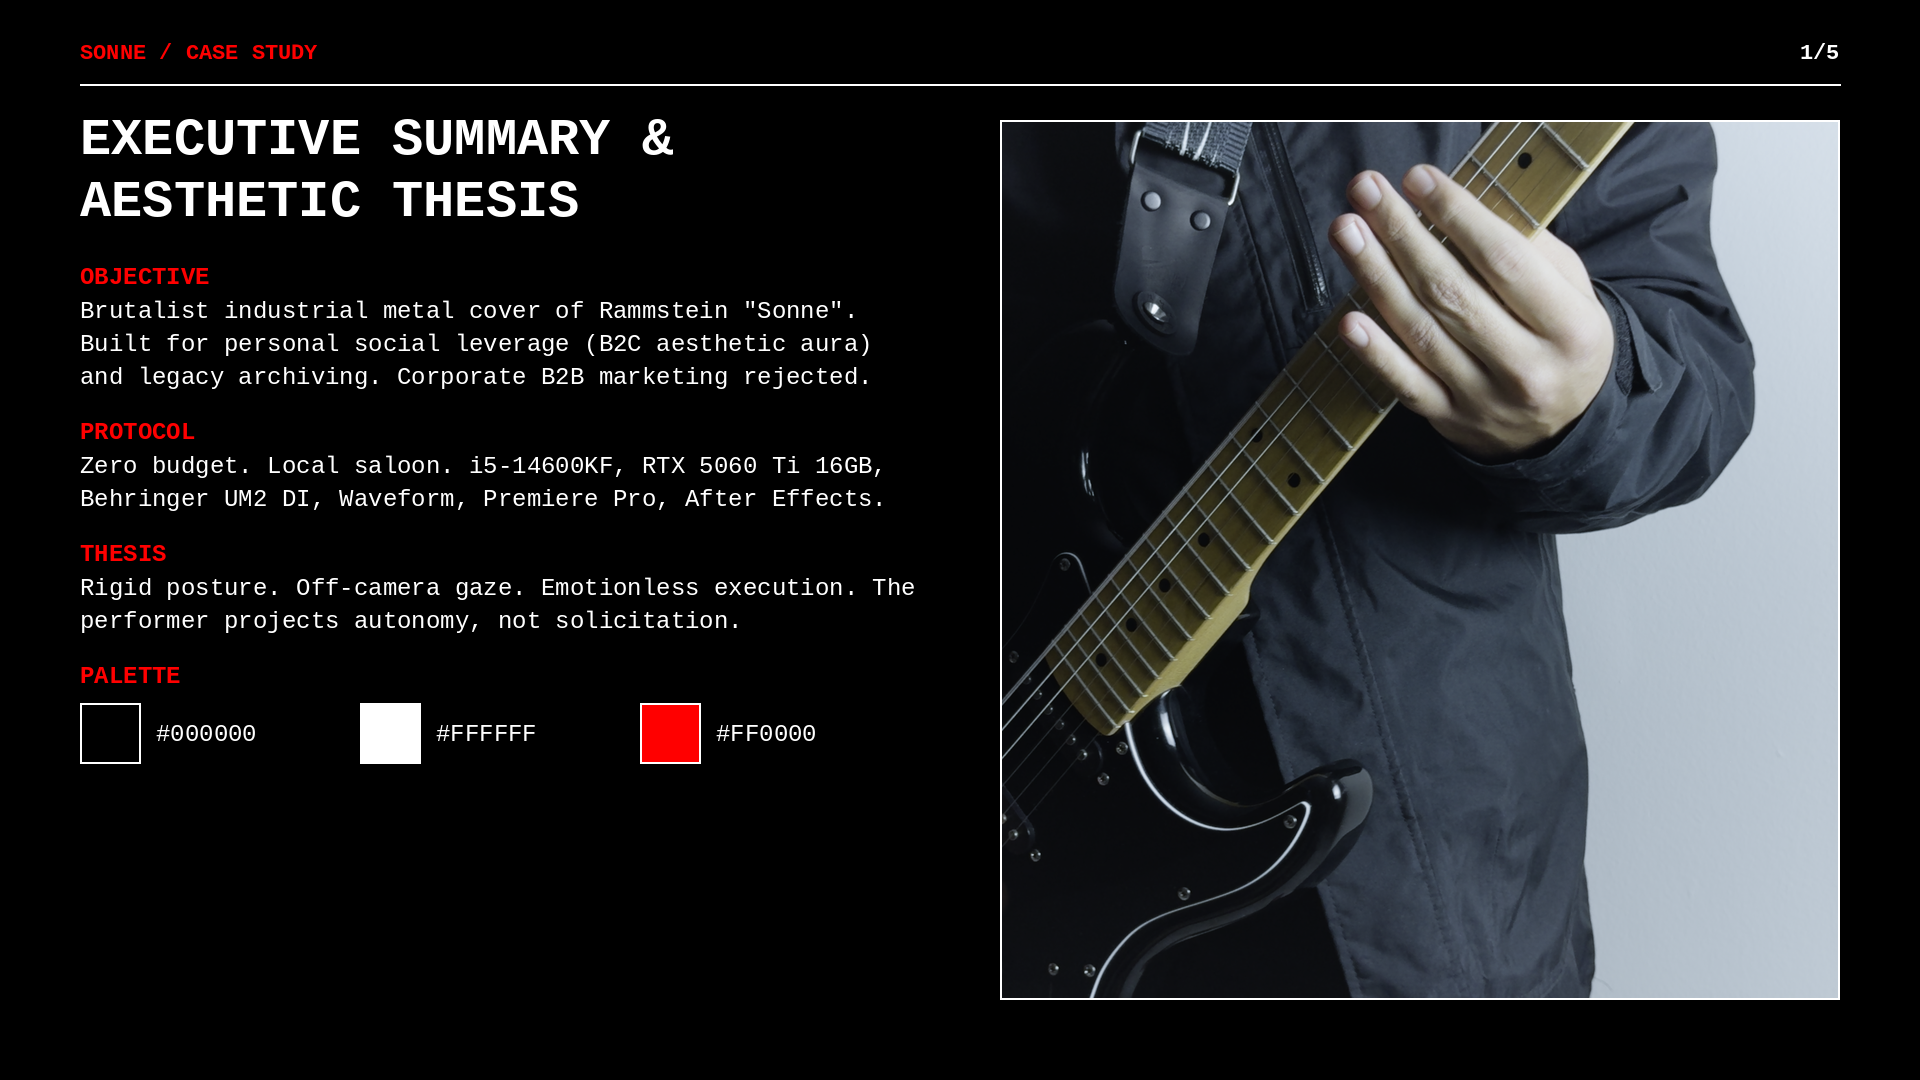 SONNE / CASE STUDY
1/5
EXECUTIVE SUMMARY &
AESTHETIC THESIS
OBJECTIVE
Brutalist industrial metal cover of Rammstein "Sonne".
Built for personal social leverage (B2C aesthetic aura)
and legacy archiving. Corporate B2B marketing rejected.
PROTOCOL
Zero budget. Local saloon. i5-14600KF, RTX 5060 Ti 16GB,
Behringer UM2 DI, Waveform, Premiere Pro, After Effects.
THESIS
Rigid posture. Off-camera gaze. Emotionless execution. The
performer projects autonomy, not solicitation.
PALETTE
#000000
#FFFFFF
#FF0000